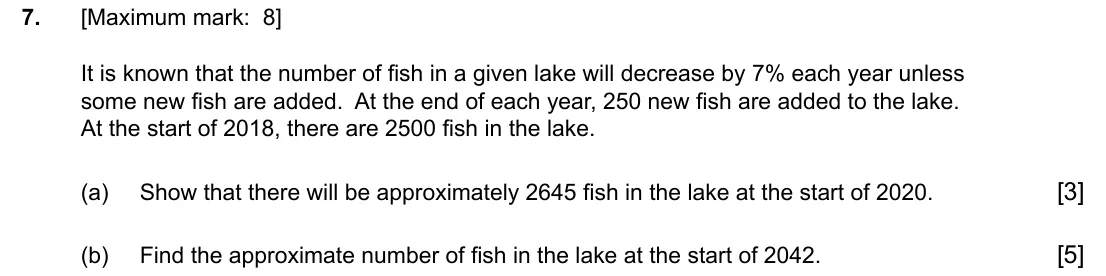 7. [Maximum mark: 8]
It is known that the number of fish in a given lake will decrease by 7% each year unless
some new fish are added. At the end of each year, 250 new fish are added to the lake.
At the start of 2018, there are 2500 fish in the lake.
(a) Show that there will be approximately 2645 fish in the lake at the start of 2020. [3]
(b) Find the approximate number of fish in the lake at the start of 2042. [5]